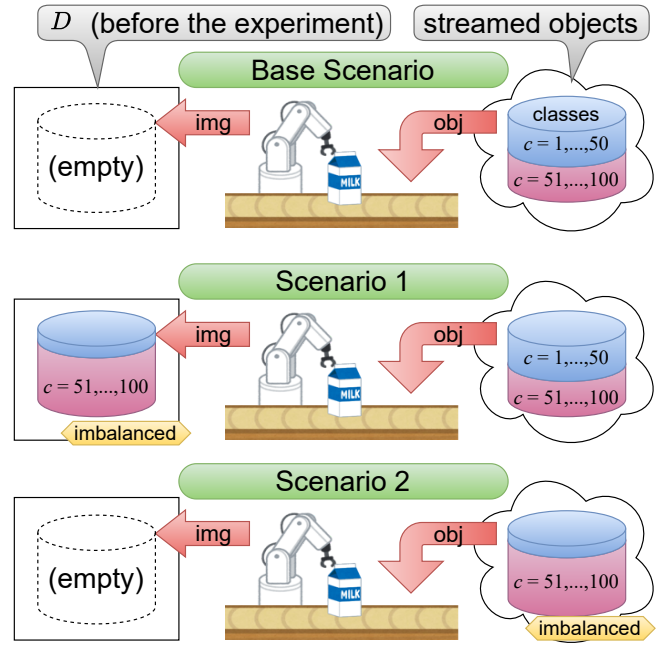 D (before the experiment)
streamed objects
Base Scenario
(empty)
img
MILK
obj
classes
c = 1,...,50
c = 51,...,100
Scenario 1
c = 51,...,100
imbalanced
img
MILK
obj
c = 1,...,50
c = 51,...,100
Scenario 2
(empty)
img
MILK
obj
c = 51,...,100
imbalanced